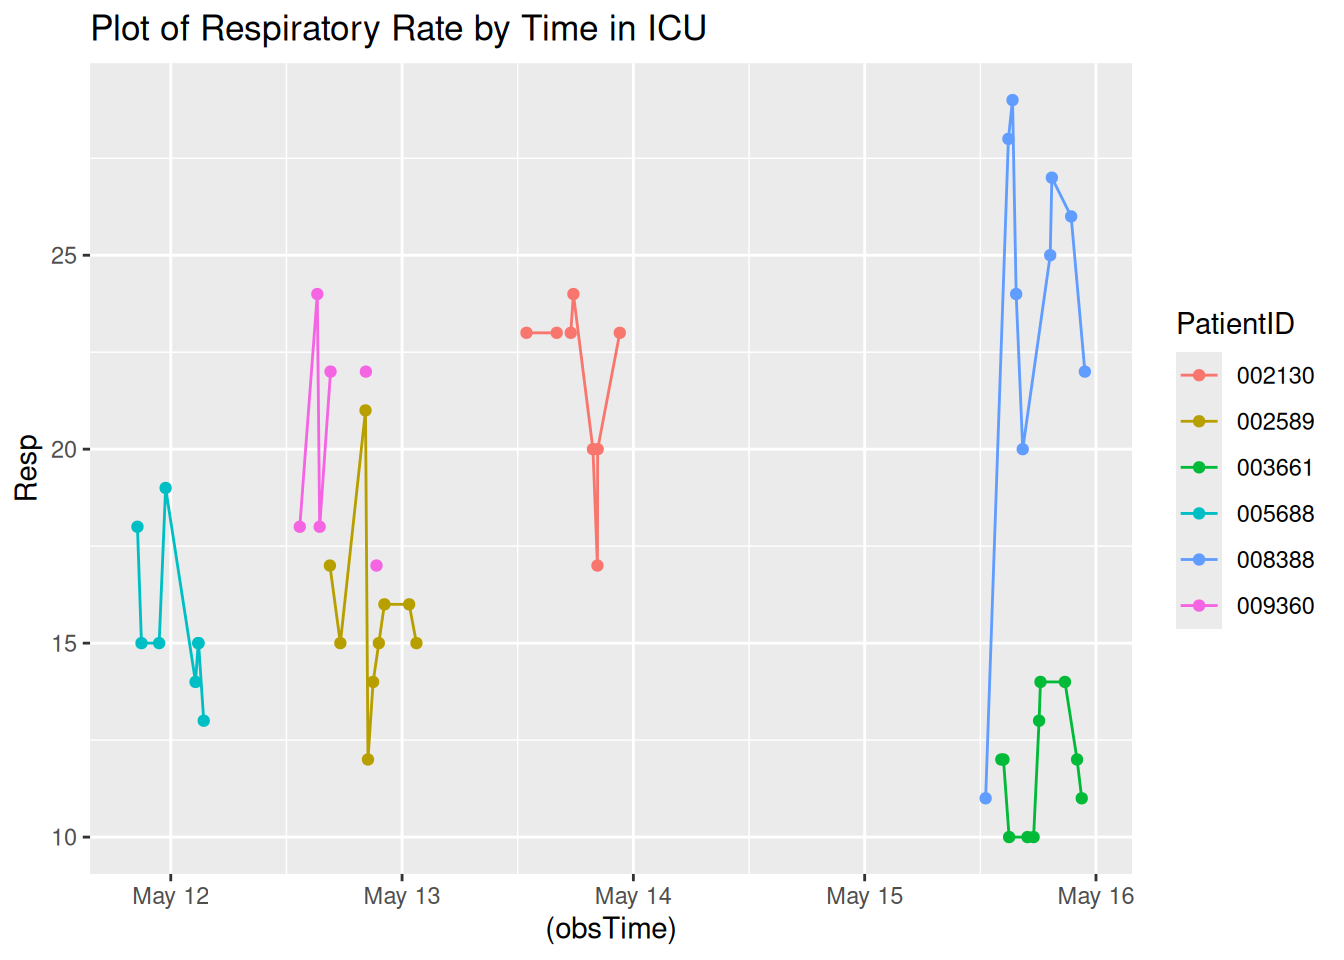 Plot of Respiratory Rate by Time in ICU
Resp
25
20
15
10
May 12
May 13
May 14
May 15
May 16
(obsTime)
PatientID
002130
002589
003661
005688
008388
009360